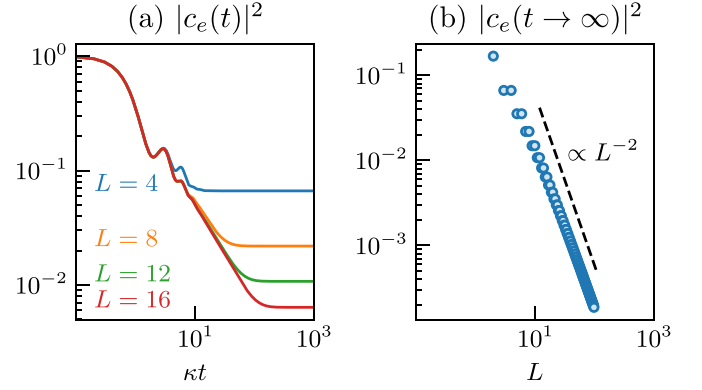 (a) |c_e(t)|^2
(b) |c_e(t → ∞)|^2
10^0
10^{-1}
10^{-2}
L = 4
L = 8
L = 12
L = 16
10^1
10^3
κt
10^{-1}
10^{-2}
10^{-3}
∝ L^{-2}
10^1
10^3
L